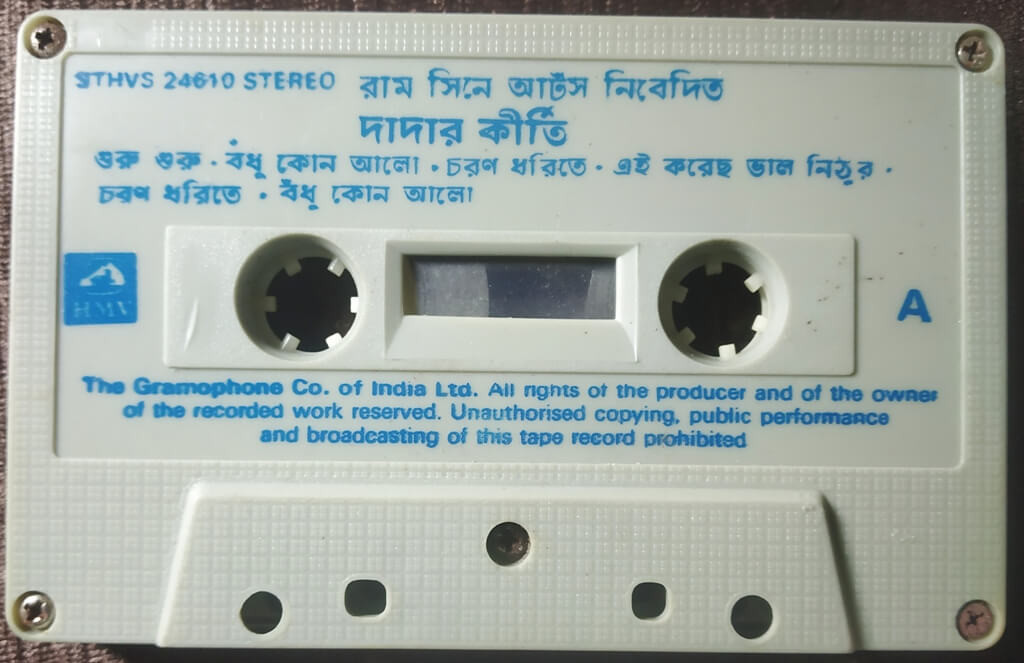 STHVS 24610 STEREO রাম সিনে আর্টস নিবেদিত
দাদার কীর্তি
গুরু গুরু · বঁধু কোন আলো · চরণ ধরিতে · এই করেছ ভাল নিঠুর ·
চরণ ধরিতে · বঁধু কোন আলো
HMV
A
The Gramophone Co. of India Ltd. All rights of the producer and of the owner
of the recorded work reserved. Unauthorised copying, public performance
and broadcasting of this tape record prohibited